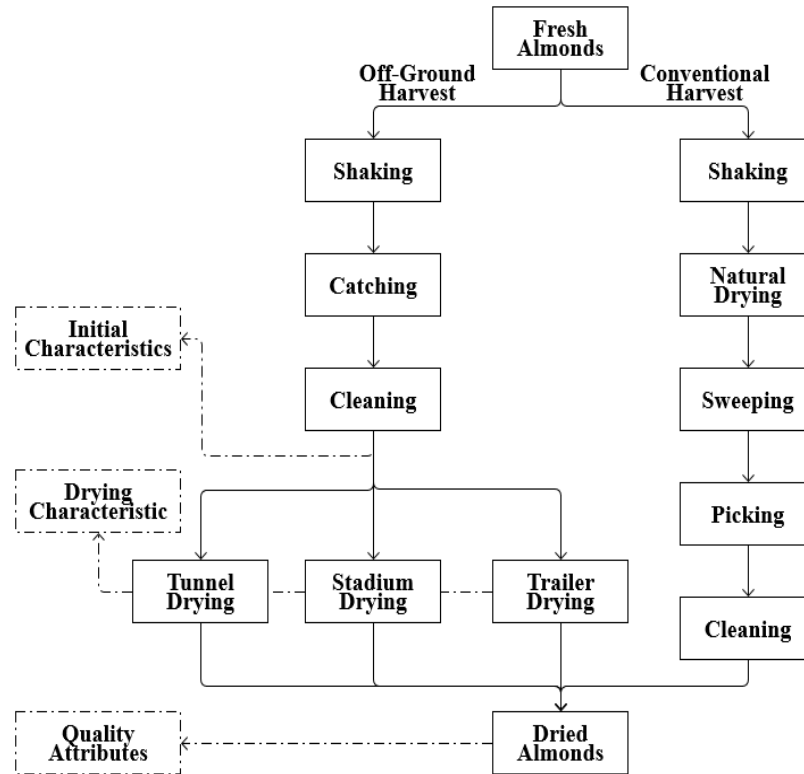 Fresh
Almonds
Off-Ground
Harvest
Conventional
Harvest
Shaking
Shaking
Catching
Natural
Drying
Initial
Characteristics
Cleaning
Sweeping
Drying
Characteristic
Picking
Tunnel
Drying
Stadium
Drying
Trailer
Drying
Cleaning
Quality
Attributes
Dried
Almonds